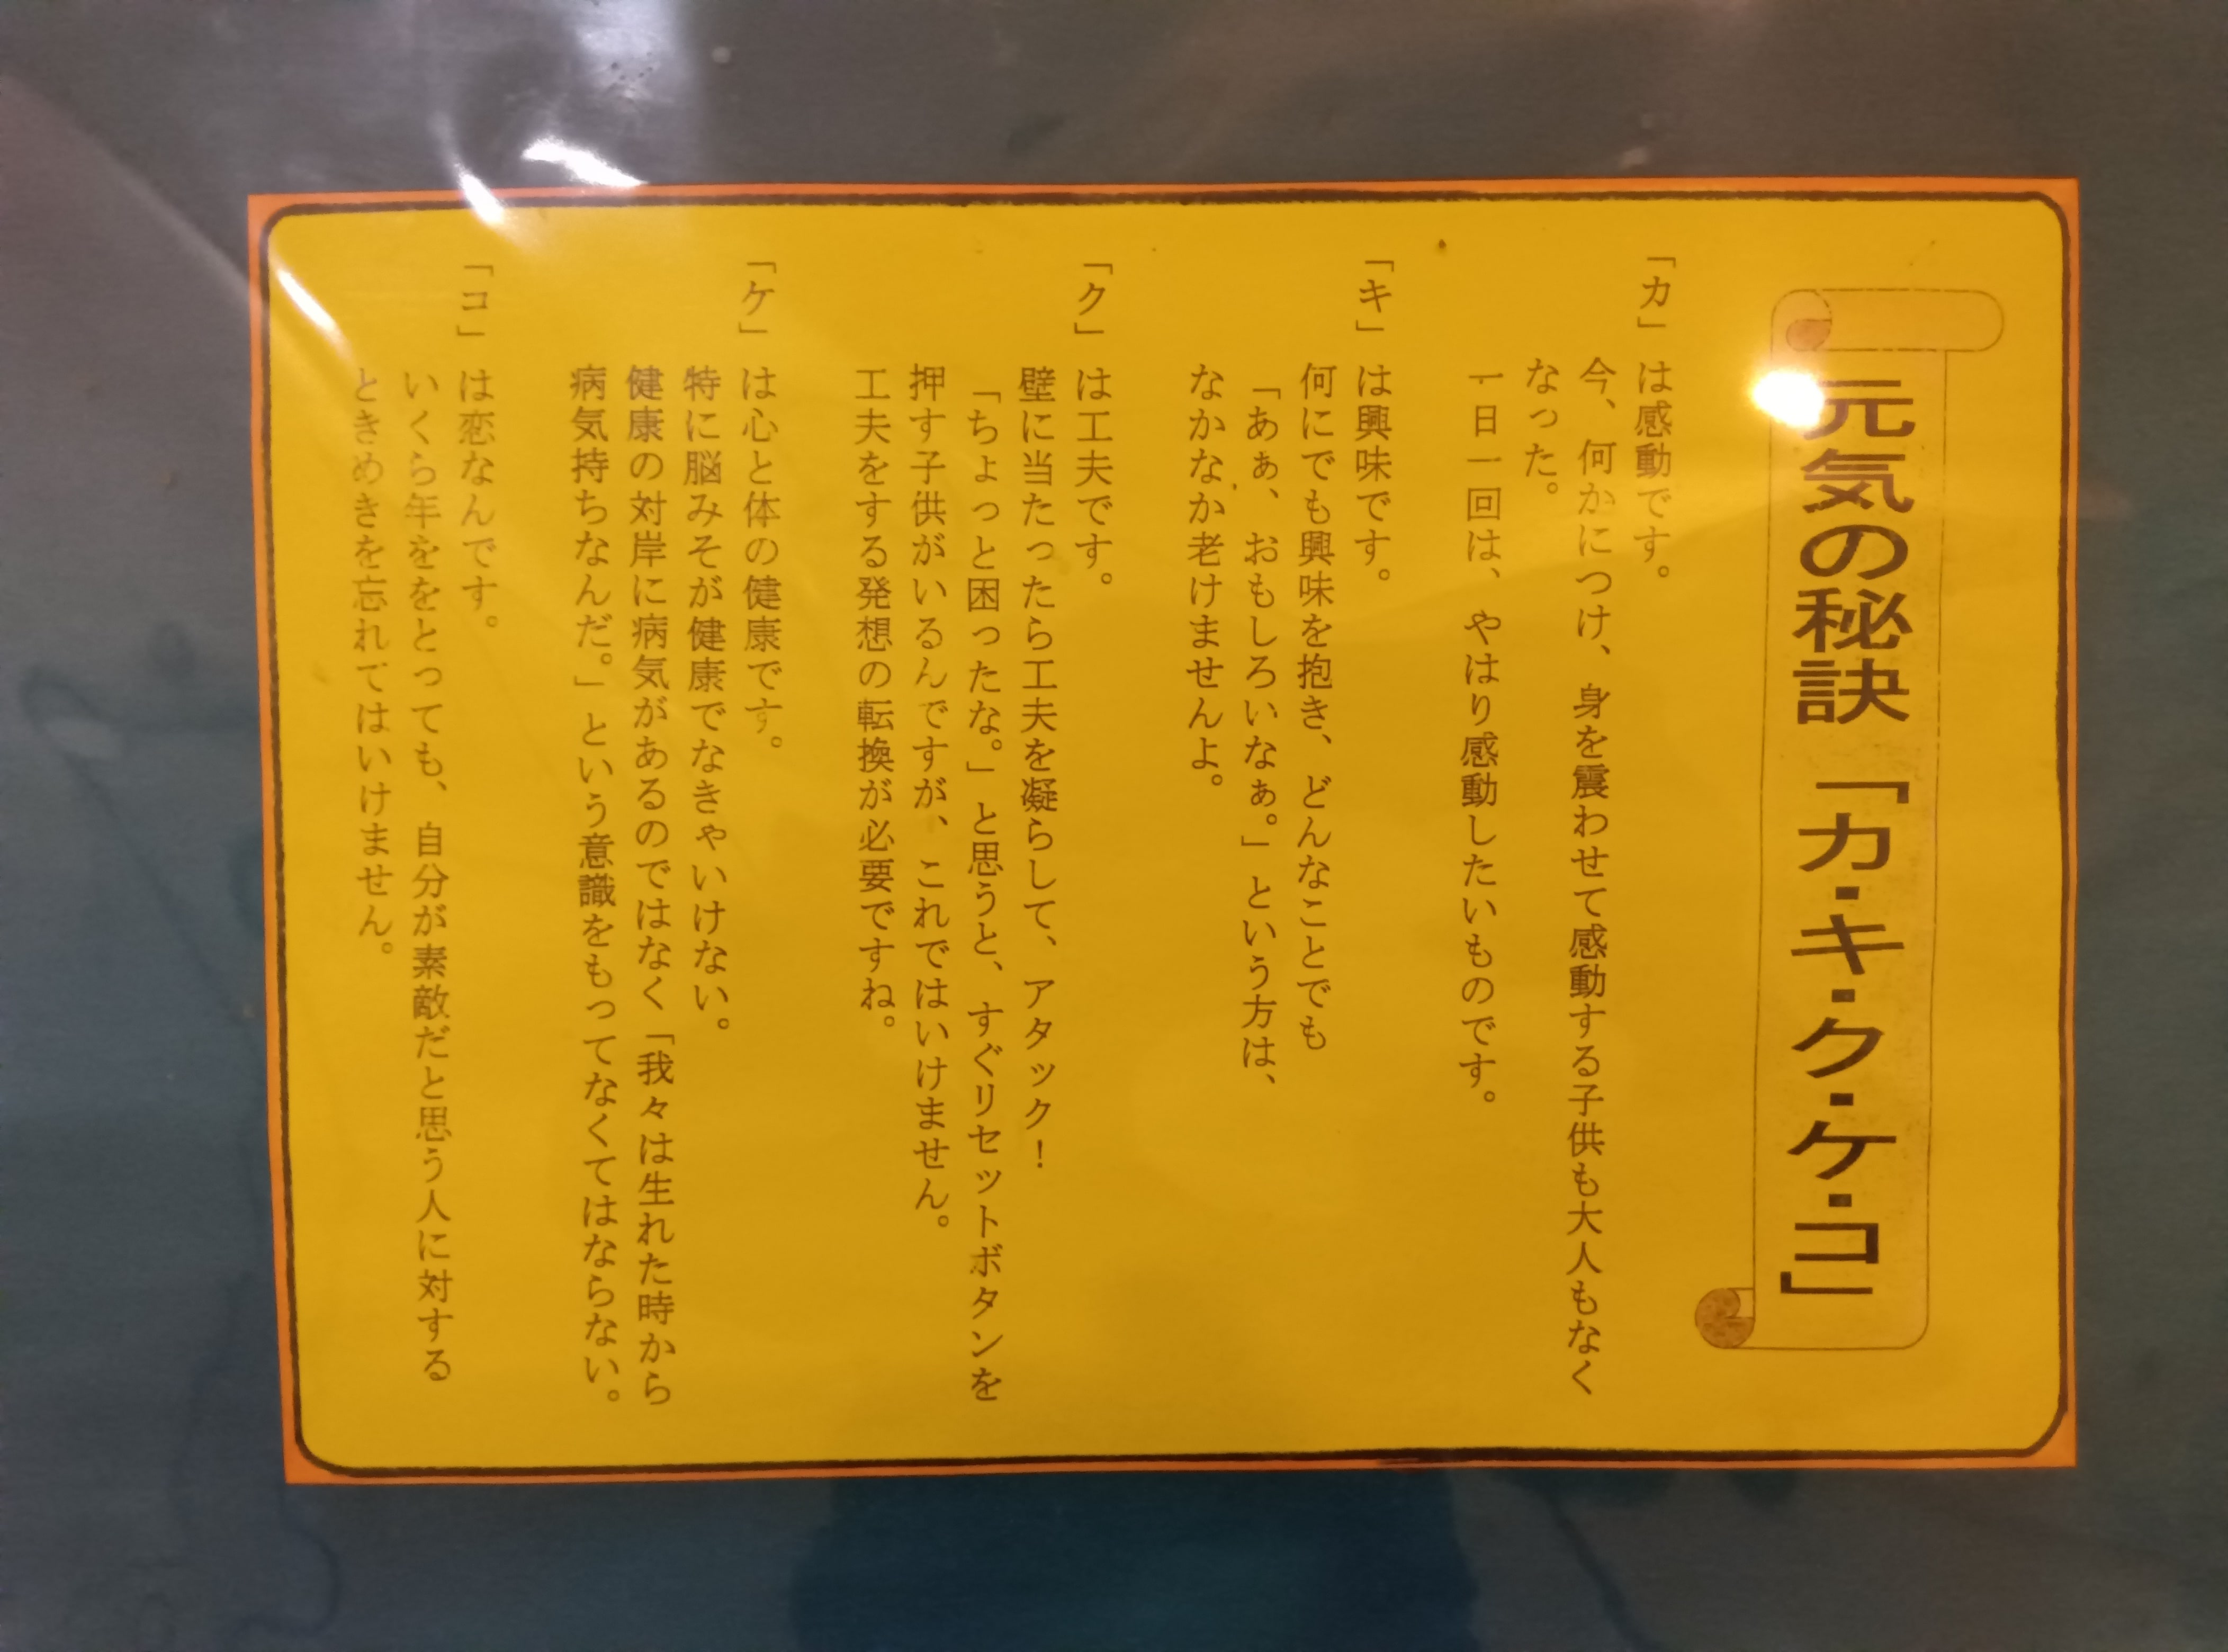 元気の秘訣「カ・キ・ク・ケ・コ」
「カ」は感動です。
今、何かにつけ、身を震わせて感動する子供も大人もなく
なった。
一日一回は、やはり感動したいものです。
「キ」は興味です。
何にでも興味を抱き、どんなことでも
「あぁ、おもしろいなぁ。」という方は、
なかなか老けませんよ。
「ク」は工夫です。
壁に当たったら工夫を凝らして、アタック！
「ちょっと困ったな。」と思うと、すぐリセットボタンを
押す子供がいるんですが、これではいけません。
工夫をする発想の転換が必要ですね。
「ケ」は心と体の健康です。
特に脳みそが健康でなきゃいけない。
健康の対岸に病気があるのではなく「我々は生れた時から
病気持ちなんだ。」という意識をもってなくてはならない。
「コ」は恋なんです。
いくら年ををとっても、自分が素敵だと思う人に対する
ときめきを忘れてはいけません。